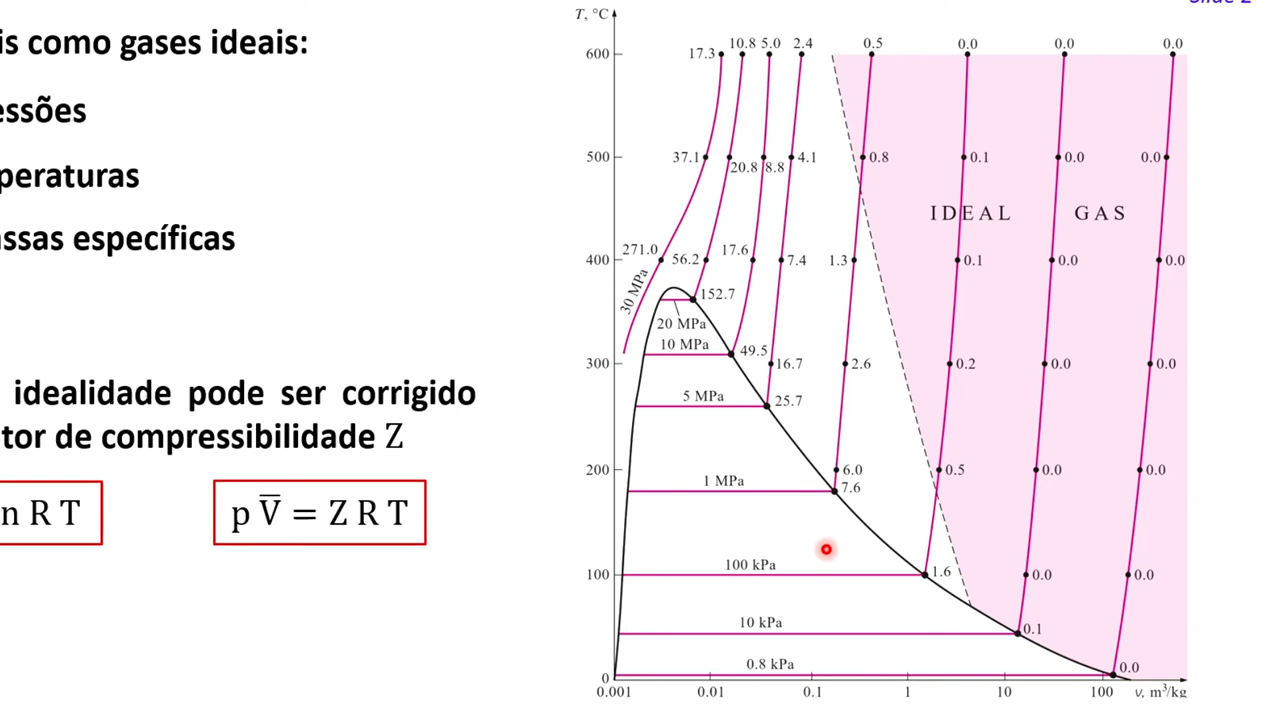 Slide 2
is como gases ideais:
essões
peraturas
assas específicas
idealidade pode ser corrigido
tor de compressibilidade Z
n R T
p V̅ = Z R T
T, °C
600
500
400
300
200
100
0
0.001
0.01
0.1
1
10
100
v, m³/kg
17.3
10.8
5.0
2.4
0.5
0.0
0.0
0.0
37.1
20.8
8.8
4.1
0.8
0.1
0.0
0.0
IDEAL GAS
271.0
56.2
17.6
7.4
1.3
0.1
0.0
0.0
30 MPa
152.7
20 MPa
10 MPa
49.5
16.7
2.6
0.2
0.0
0.0
5 MPa
25.7
6.0
0.5
0.0
0.0
1 MPa
7.6
100 kPa
1.6
0.0
0.0
10 kPa
0.1
0.8 kPa
0.0